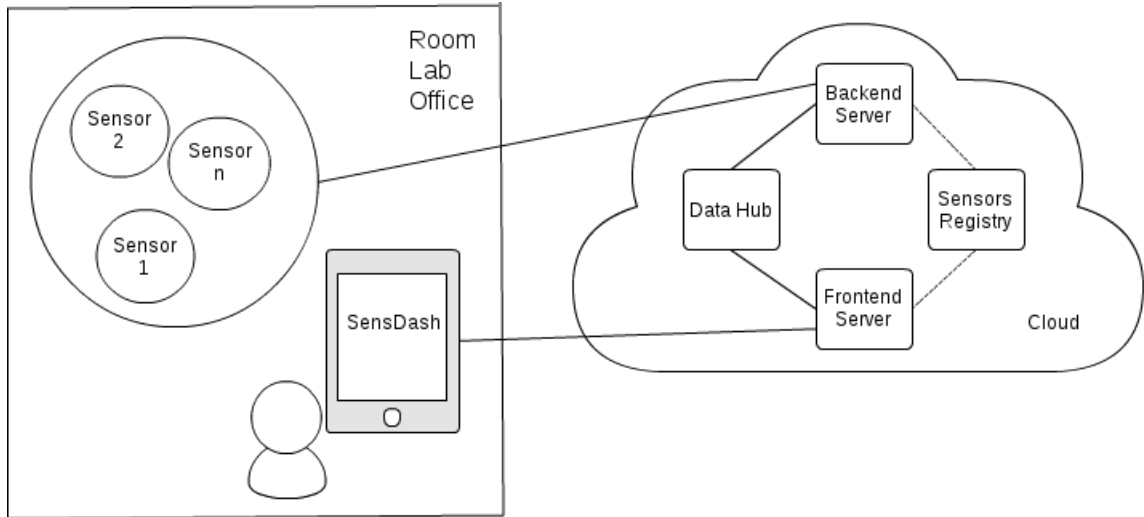 Room
Lab
Office
Sensor
2
Sensor
n
Sensor
1
SensDash
Backend
Server
Data Hub
Sensors
Registry
Frontend
Server
Cloud